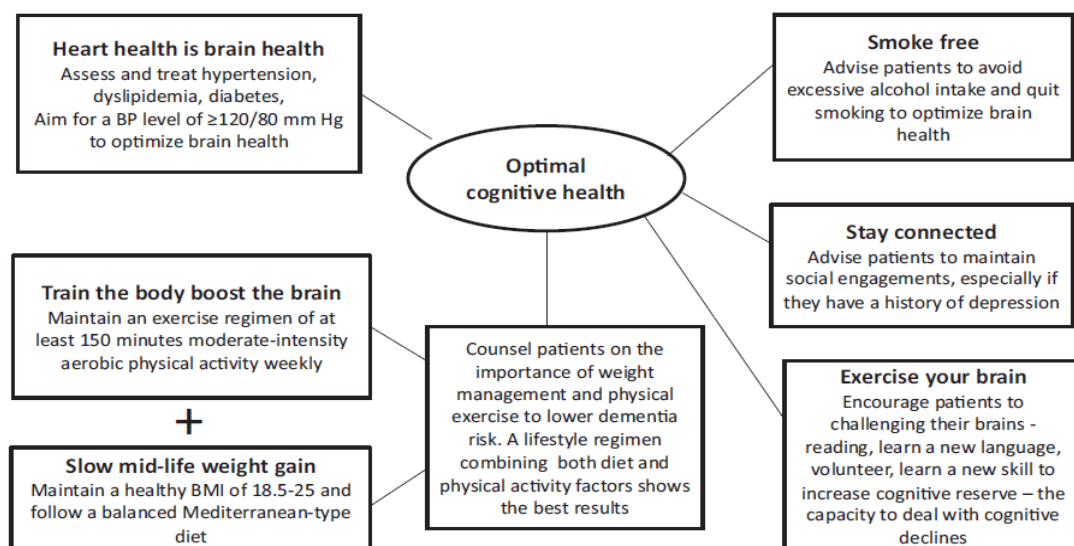 Heart health is brain health
Assess and treat hypertension,
dyslipidemia, diabetes,
Aim for a BP level of ≥120/80 mm Hg
to optimize brain health
Smoke free
Advise patients to avoid
excessive alcohol intake and quit
smoking to optimize brain
health
Optimal
cognitive health
Stay connected
Advise patients to maintain
social engagements, especially if
they have a history of depression
Train the body boost the brain
Maintain an exercise regimen of at
least 150 minutes moderate-intensity
aerobic physical activity weekly
+
Slow mid-life weight gain
Maintain a healthy BMI of 18.5-25 and
follow a balanced Mediterranean-type
diet
Counsel patients on the
importance of weight
management and physical
exercise to lower dementia
risk. A lifestyle regimen
combining both diet and
physical activity factors shows
the best results
Exercise your brain
Encourage patients to
challenging their brains -
reading, learn a new language,
volunteer, learn a new skill to
increase cognitive reserve – the
capacity to deal with cognitive
declines